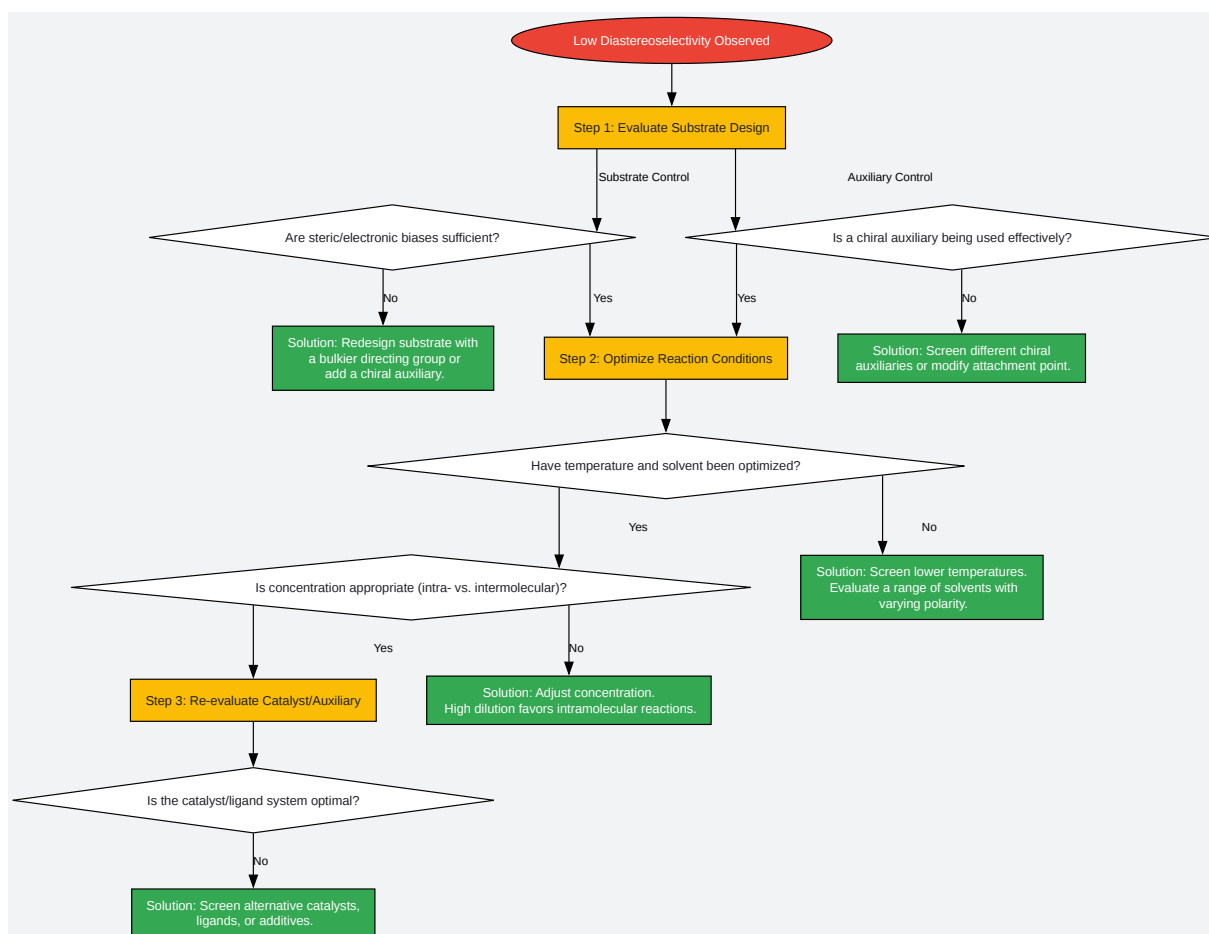 Low Diastereoselectivity Observed
Step 1: Evaluate Substrate Design
Substrate Control
Auxiliary Control
Are steric/electronic biases sufficient?
Is a chiral auxiliary being used effectively?
No
Yes
Yes
No
Solution: Redesign substrate with
a bulkier directing group or
add a chiral auxiliary.
Step 2: Optimize Reaction Conditions
Solution: Screen different chiral
auxiliaries or modify attachment point.
Have temperature and solvent been optimized?
Yes
No
Is concentration appropriate (intra- vs. intermolecular)?
Solution: Screen lower temperatures.
Evaluate a range of solvents with
varying polarity.
Yes
No
Step 3: Re-evaluate Catalyst/Auxiliary
Solution: Adjust concentration.
High dilution favors intramolecular reactions.
Is the catalyst/ligand system optimal?
No
Solution: Screen alternative catalysts,
ligands, or additives.